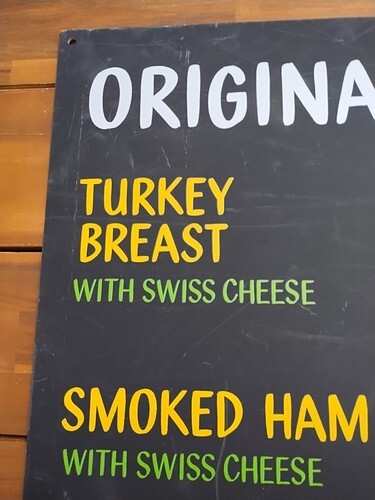 ORIGINA
TURKEY
BREAST
WITH SWISS CHEESE
SMOKED HAM
WITH SWISS CHEESE